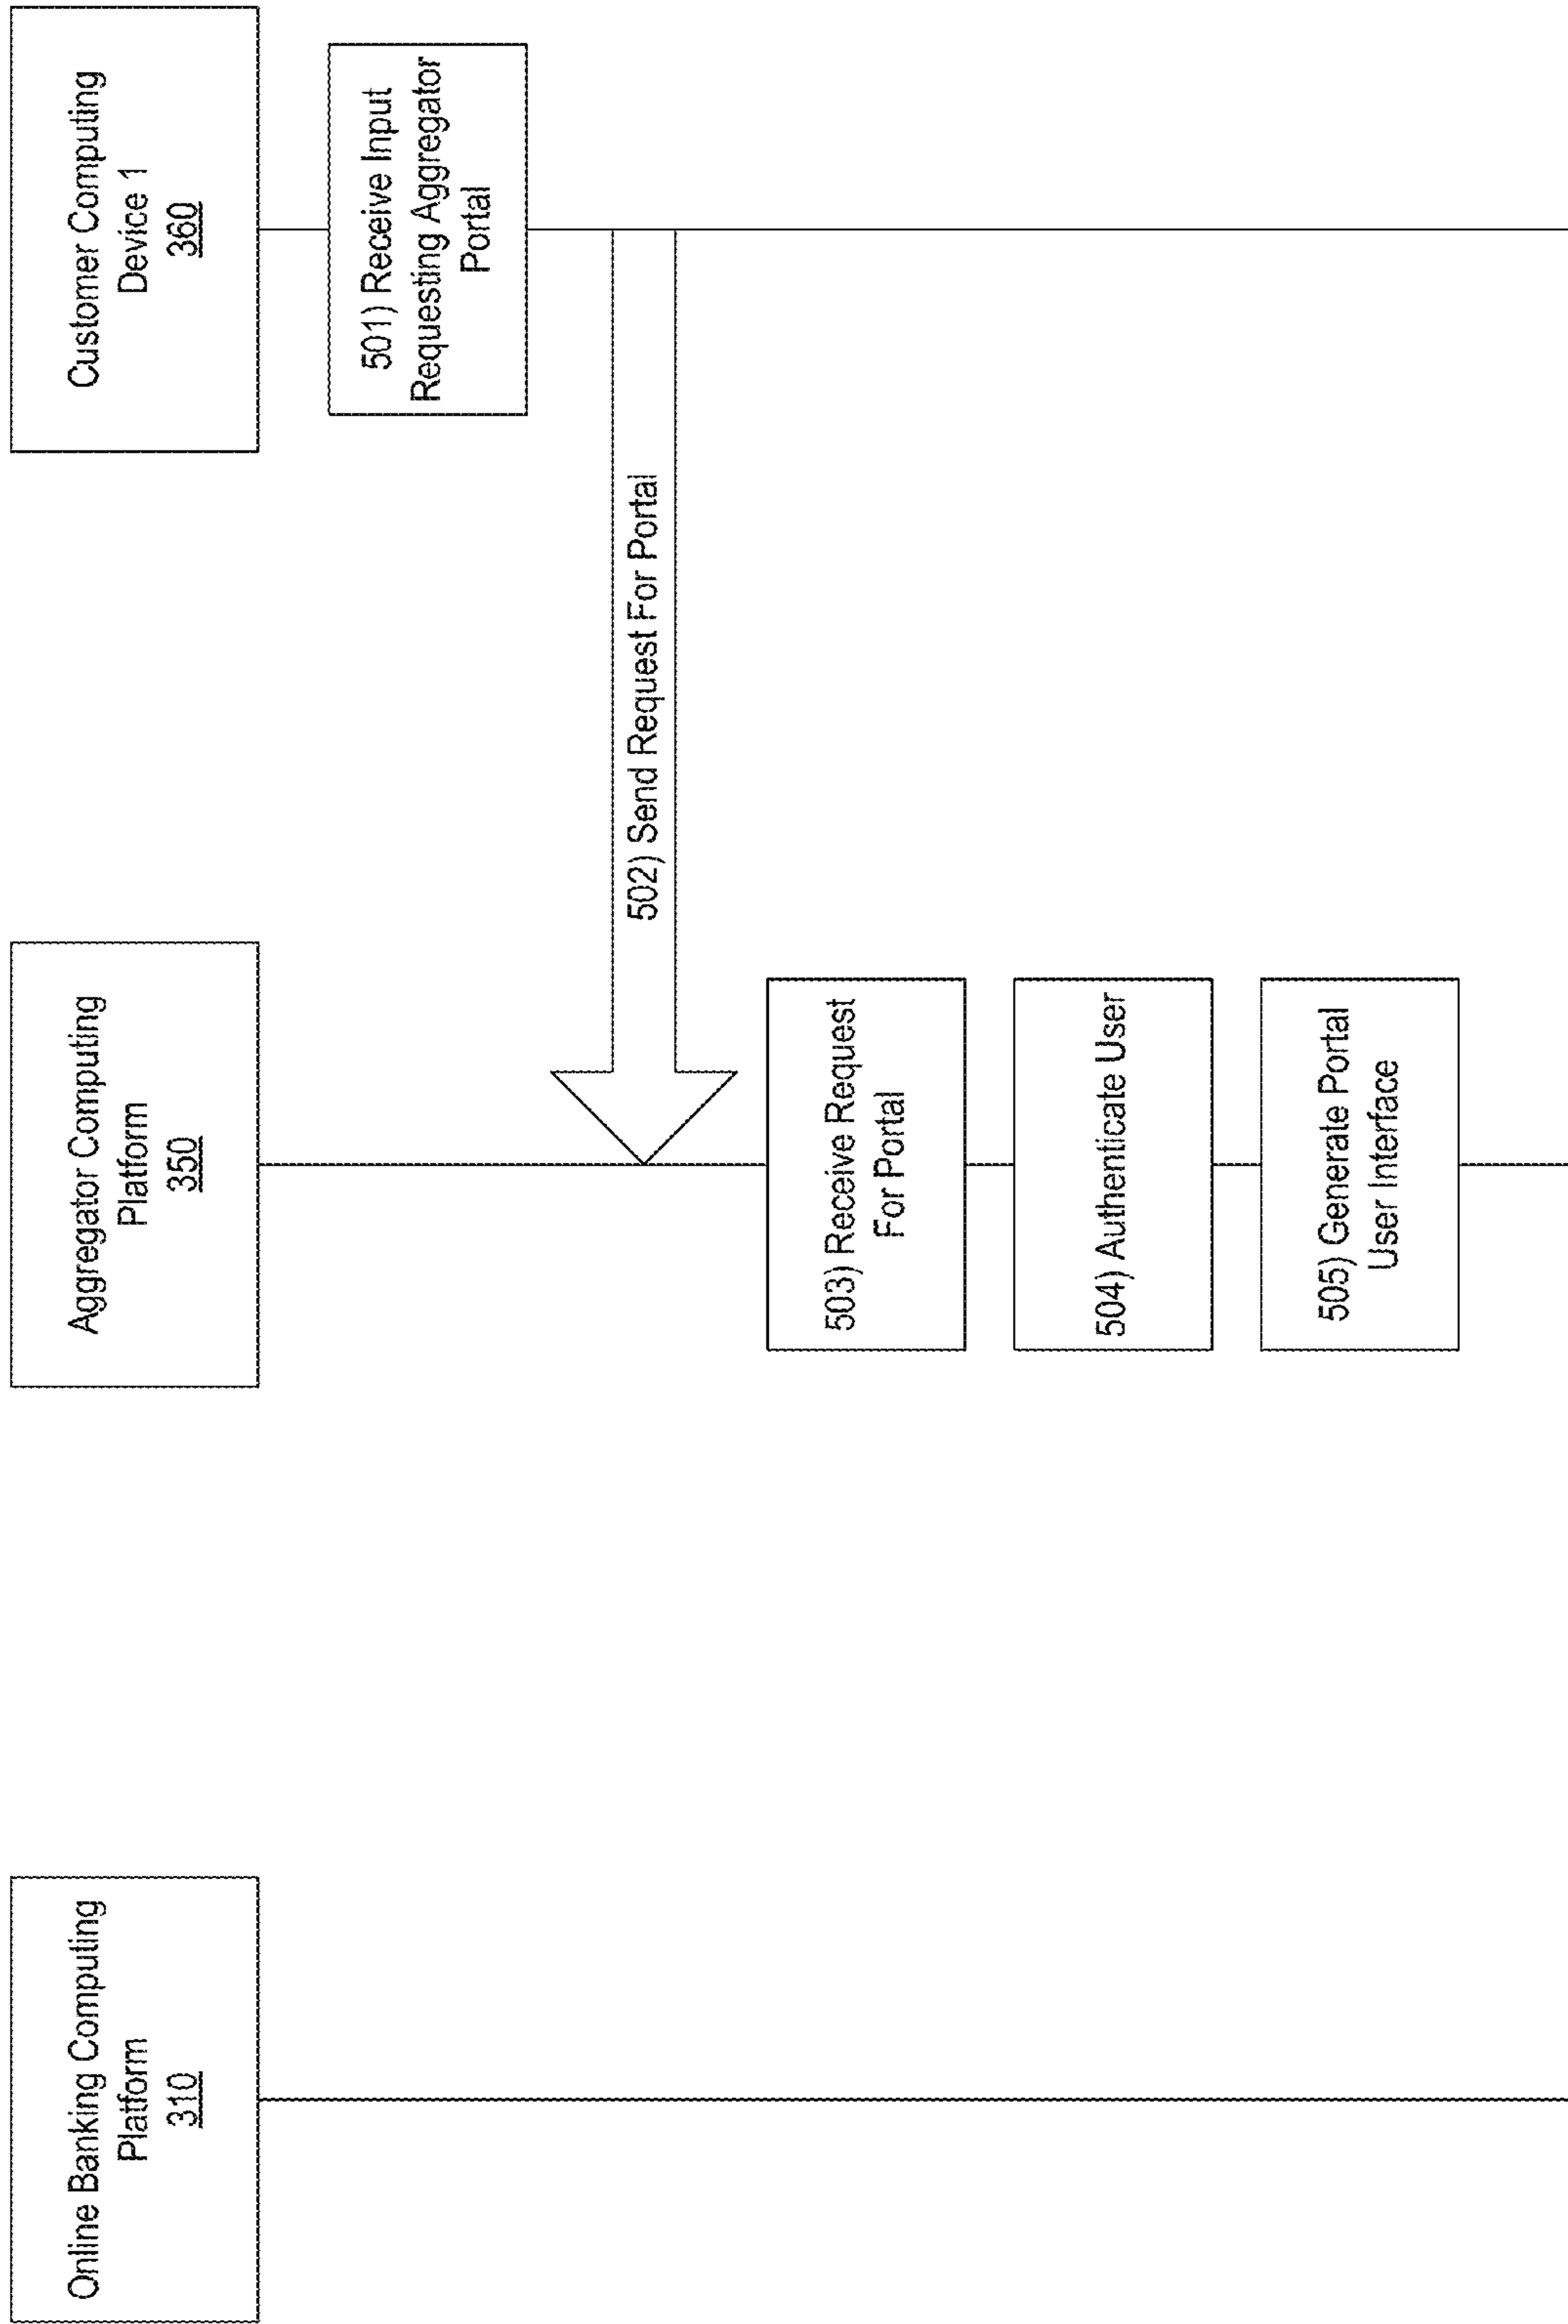 Online Banking Computing
Platform
310
Aggregator Computing
Platform
350
Customer Computing
Device 1
360
501) Receive Input
Requesting Aggregator
Portal
502) Send Request For Portal
503) Receive Request
For Portal
504) Authenticate User
505) Generate Portal
User Interface